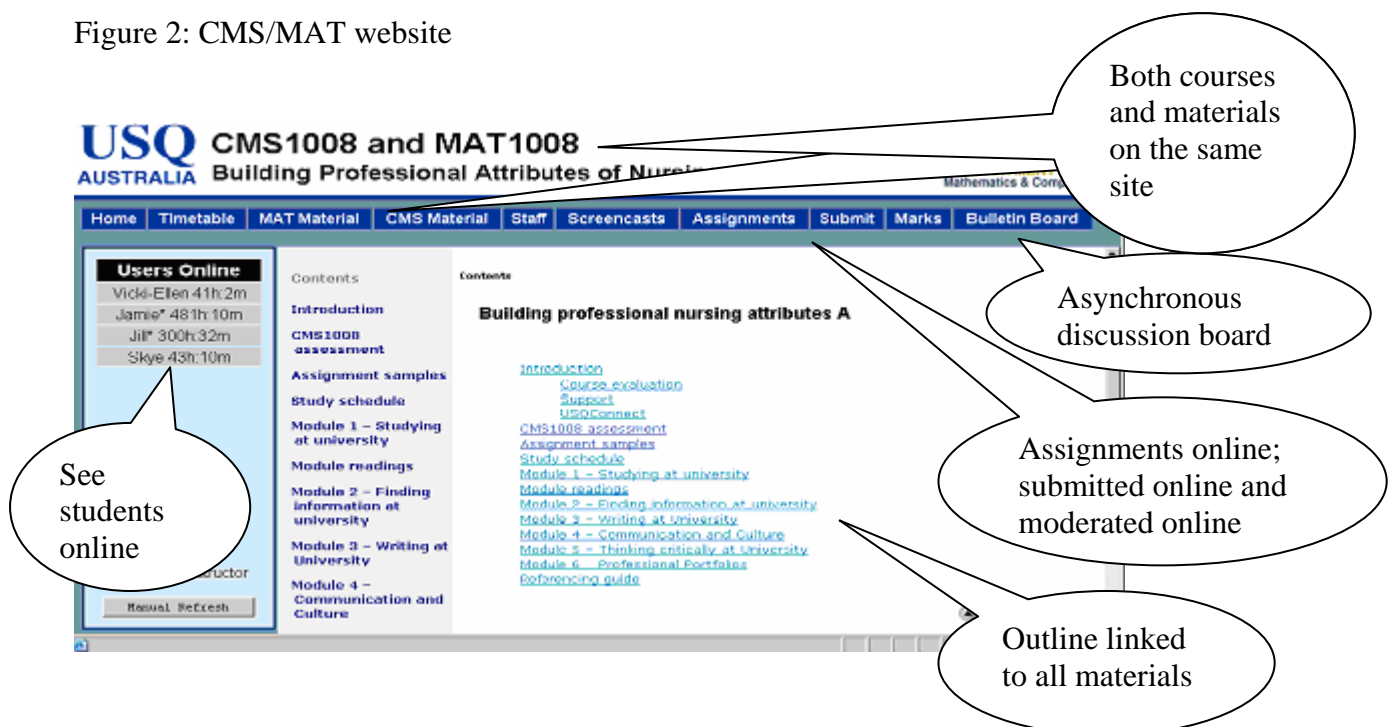 Figure 2: CMS/MAT website
Both courses
and materials
on the same
site
USQ
AUSTRALIA
CMS1008 and MAT1008
Building Professional Attributes of
Mathematics &
Home Timetable MAT Material CMS Material Staff Screencasts Assignments Submit Marks Bulletin Board
Users Online
Vicki-Ellen 41h:2m
Jamie* 481h:10m
Jill* 300h:32m
Skye 43h:10m
See
students
online
Manual Refresh
Contents
Introduction
CMS1008
assessment
Assignment samples
Study schedule
Module 1 – Studying
at university
Module readings
Module 2 – Finding
information at
university
Module 3 – Writing at
University
Module 4 –
Communication and
Culture
Contents
Building professional nursing attributes A
Introduction
Course evaluation
Support
USQConnect
CMS1008 assessment
Assignment samples
Study schedule
Module 1 – Studying at university
Module readings
Module 2 – Finding information at university
Module 3 – Writing at University
Module 4 – Communication and Culture
Module 5 – Thinking critically at University
Module 6 Professional Portfolios
Referencing guide
Asynchronous
discussion board
Assignments online;
submitted online and
moderated online
Outline linked
to all materials